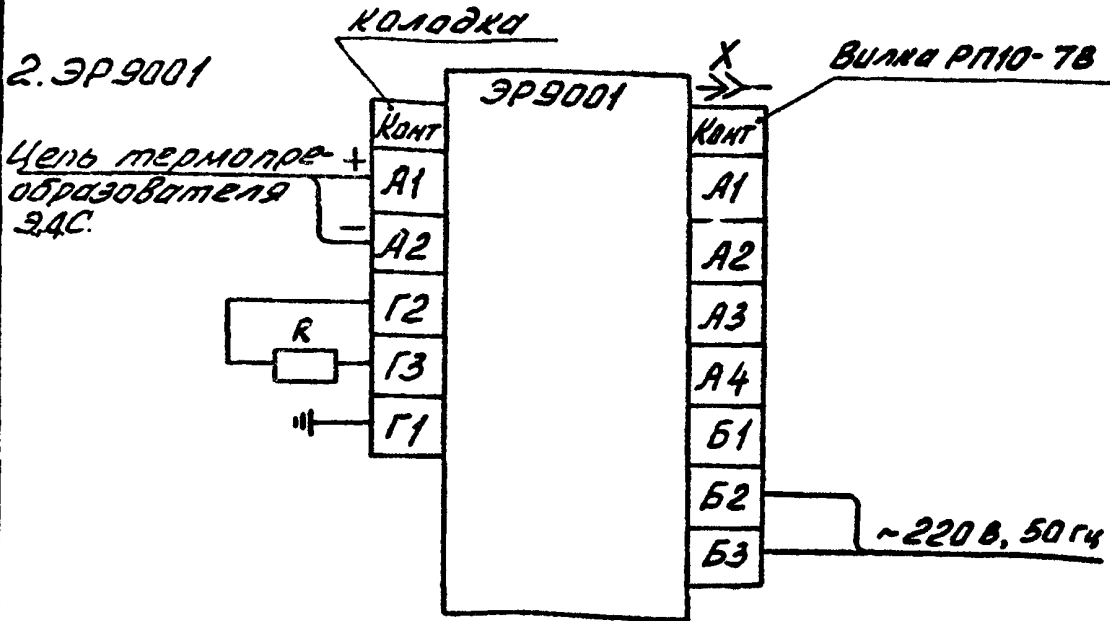 колодка
2. ЭР9001
ЭР9001
X
Вилка РП10-7В
Конт
Конт
Цепь термопре-
образователя
ЭДС.
+
–
А1
А2
Г2
Г3
Г1
R
А1
А2
А3
А4
Б1
Б2
Б3
~220 В, 50 гц